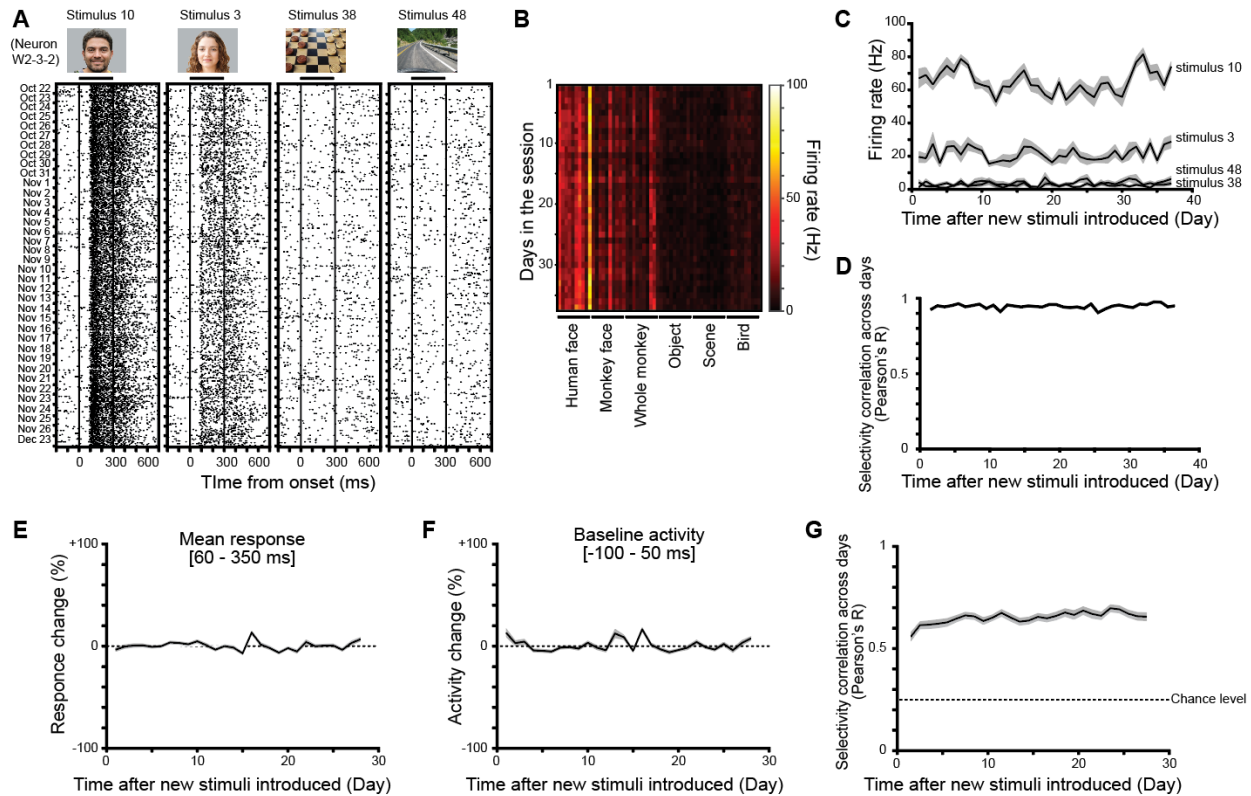 A
Stimulus 10
Stimulus 3
Stimulus 38
Stimulus 48
(Neuron
W2-3-2)
Oct 22
Oct 23
Oct 24
Oct 25
Oct 26
Oct 27
Oct 28
Oct 29
Oct 30
Oct 31
Nov 1
Nov 2
Nov 3
Nov 4
Nov 5
Nov 6
Nov 7
Nov 8
Nov 9
Nov 10
Nov 11
Nov 12
Nov 13
Nov 14
Nov 15
Nov 16
Nov 17
Nov 18
Nov 19
Nov 20
Nov 21
Nov 22
Nov 23
Nov 24
Nov 25
Nov 26
Dec 23
0 300 600 0 300 600 0 300 600 0 300 600
TIme from onset (ms)
B
Days in the session
1
10
20
30
Human face
Monkey face
Whole monkey
Object
Scene
Bird
100
50
0
Firing rate (Hz)
C
Firing rate (Hz)
100
80
60
40
20
0
stimulus 10
stimulus 3
stimulus 48
stimulus 38
0 10 20 30 40
Time after new stimuli introduced (Day)
D
Selectivity correlation across days
(Pearson's R)
1
0.5
0
0 10 20 30 40
Time after new stimuli introduced (Day)
E
Mean response
[60 - 350 ms]
Responce change (%)
+100
0
-100
0 10 20 30
Time after new stimuli introduced (Day)
F
Baseline activity
[-100 - 50 ms]
Activity change (%)
+100
0
-100
0 10 20 30
Time after new stimuli introduced (Day)
G
Selectivity correlation across days
(Pearson's R)
1
0.5
0
Chance level
0 10 20 30
Time after new stimuli introduced (Day)